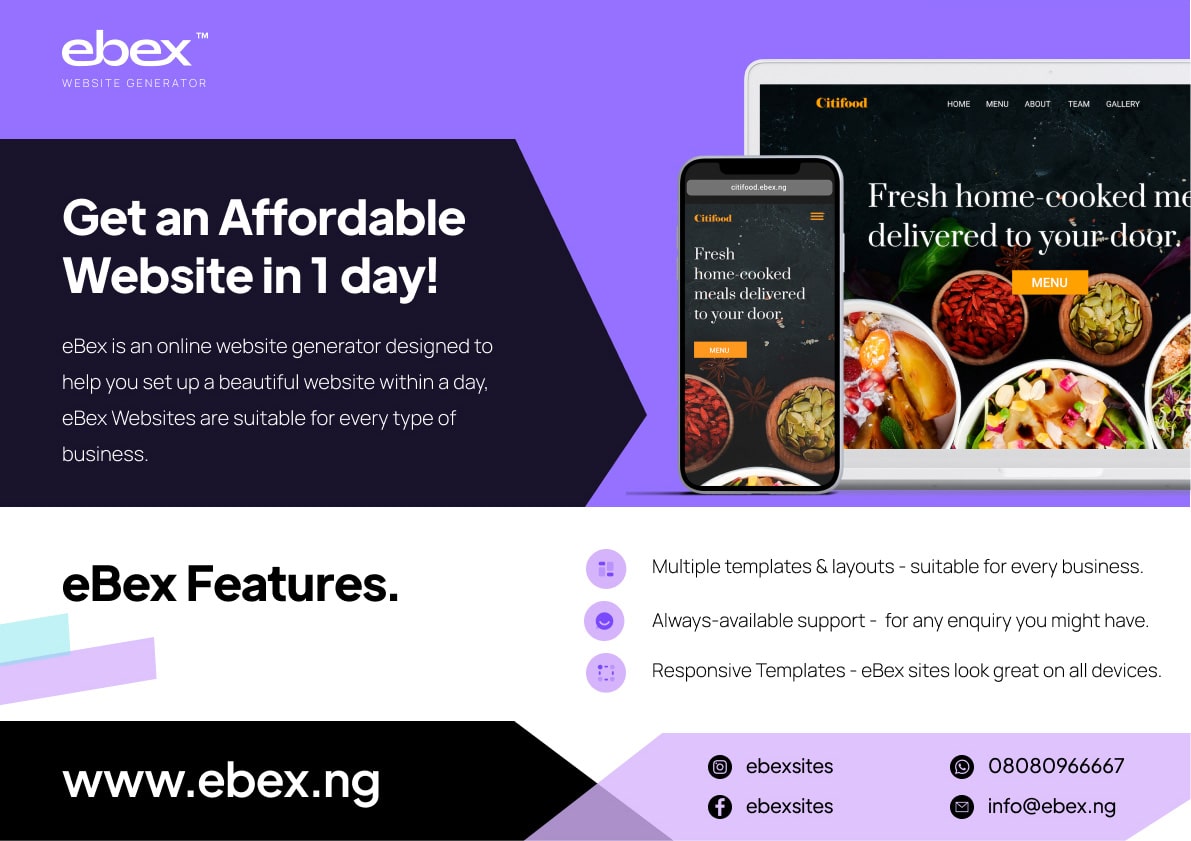 ebex ™
WEBSITE GENERATOR
Get an Affordable
Website in 1 day!
eBex is an online website generator designed to
help you set up a beautiful website within a day,
eBex Websites are suitable for every type of
business.
Citifood
HOME MENU ABOUT TEAM GALLERY
Fresh home-cooked me
delivered to your door.
MENU
citifood.ebex.ng
Citifood
Fresh
home-cooked
meals delivered
to your door.
MENU
eBex Features.
Multiple templates & layouts - suitable for every business.
Always-available support - for any enquiry you might have.
Responsive Templates - eBex sites look great on all devices.
www.ebex.ng
ebexsites
ebexsites
08080966667
info@ebex.ng